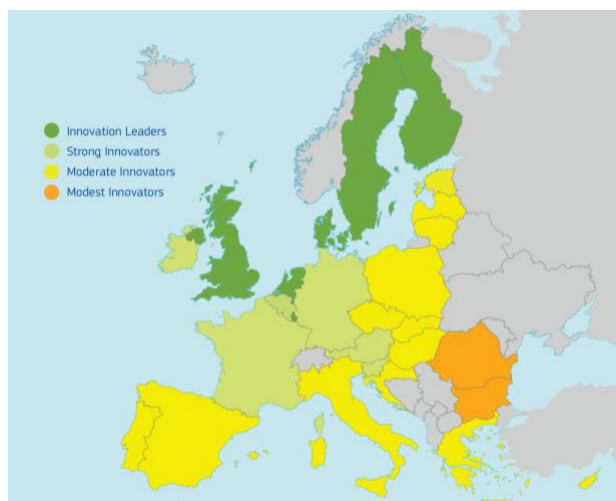 Innovation Leaders
Strong Innovators
Moderate Innovators
Modest Innovators